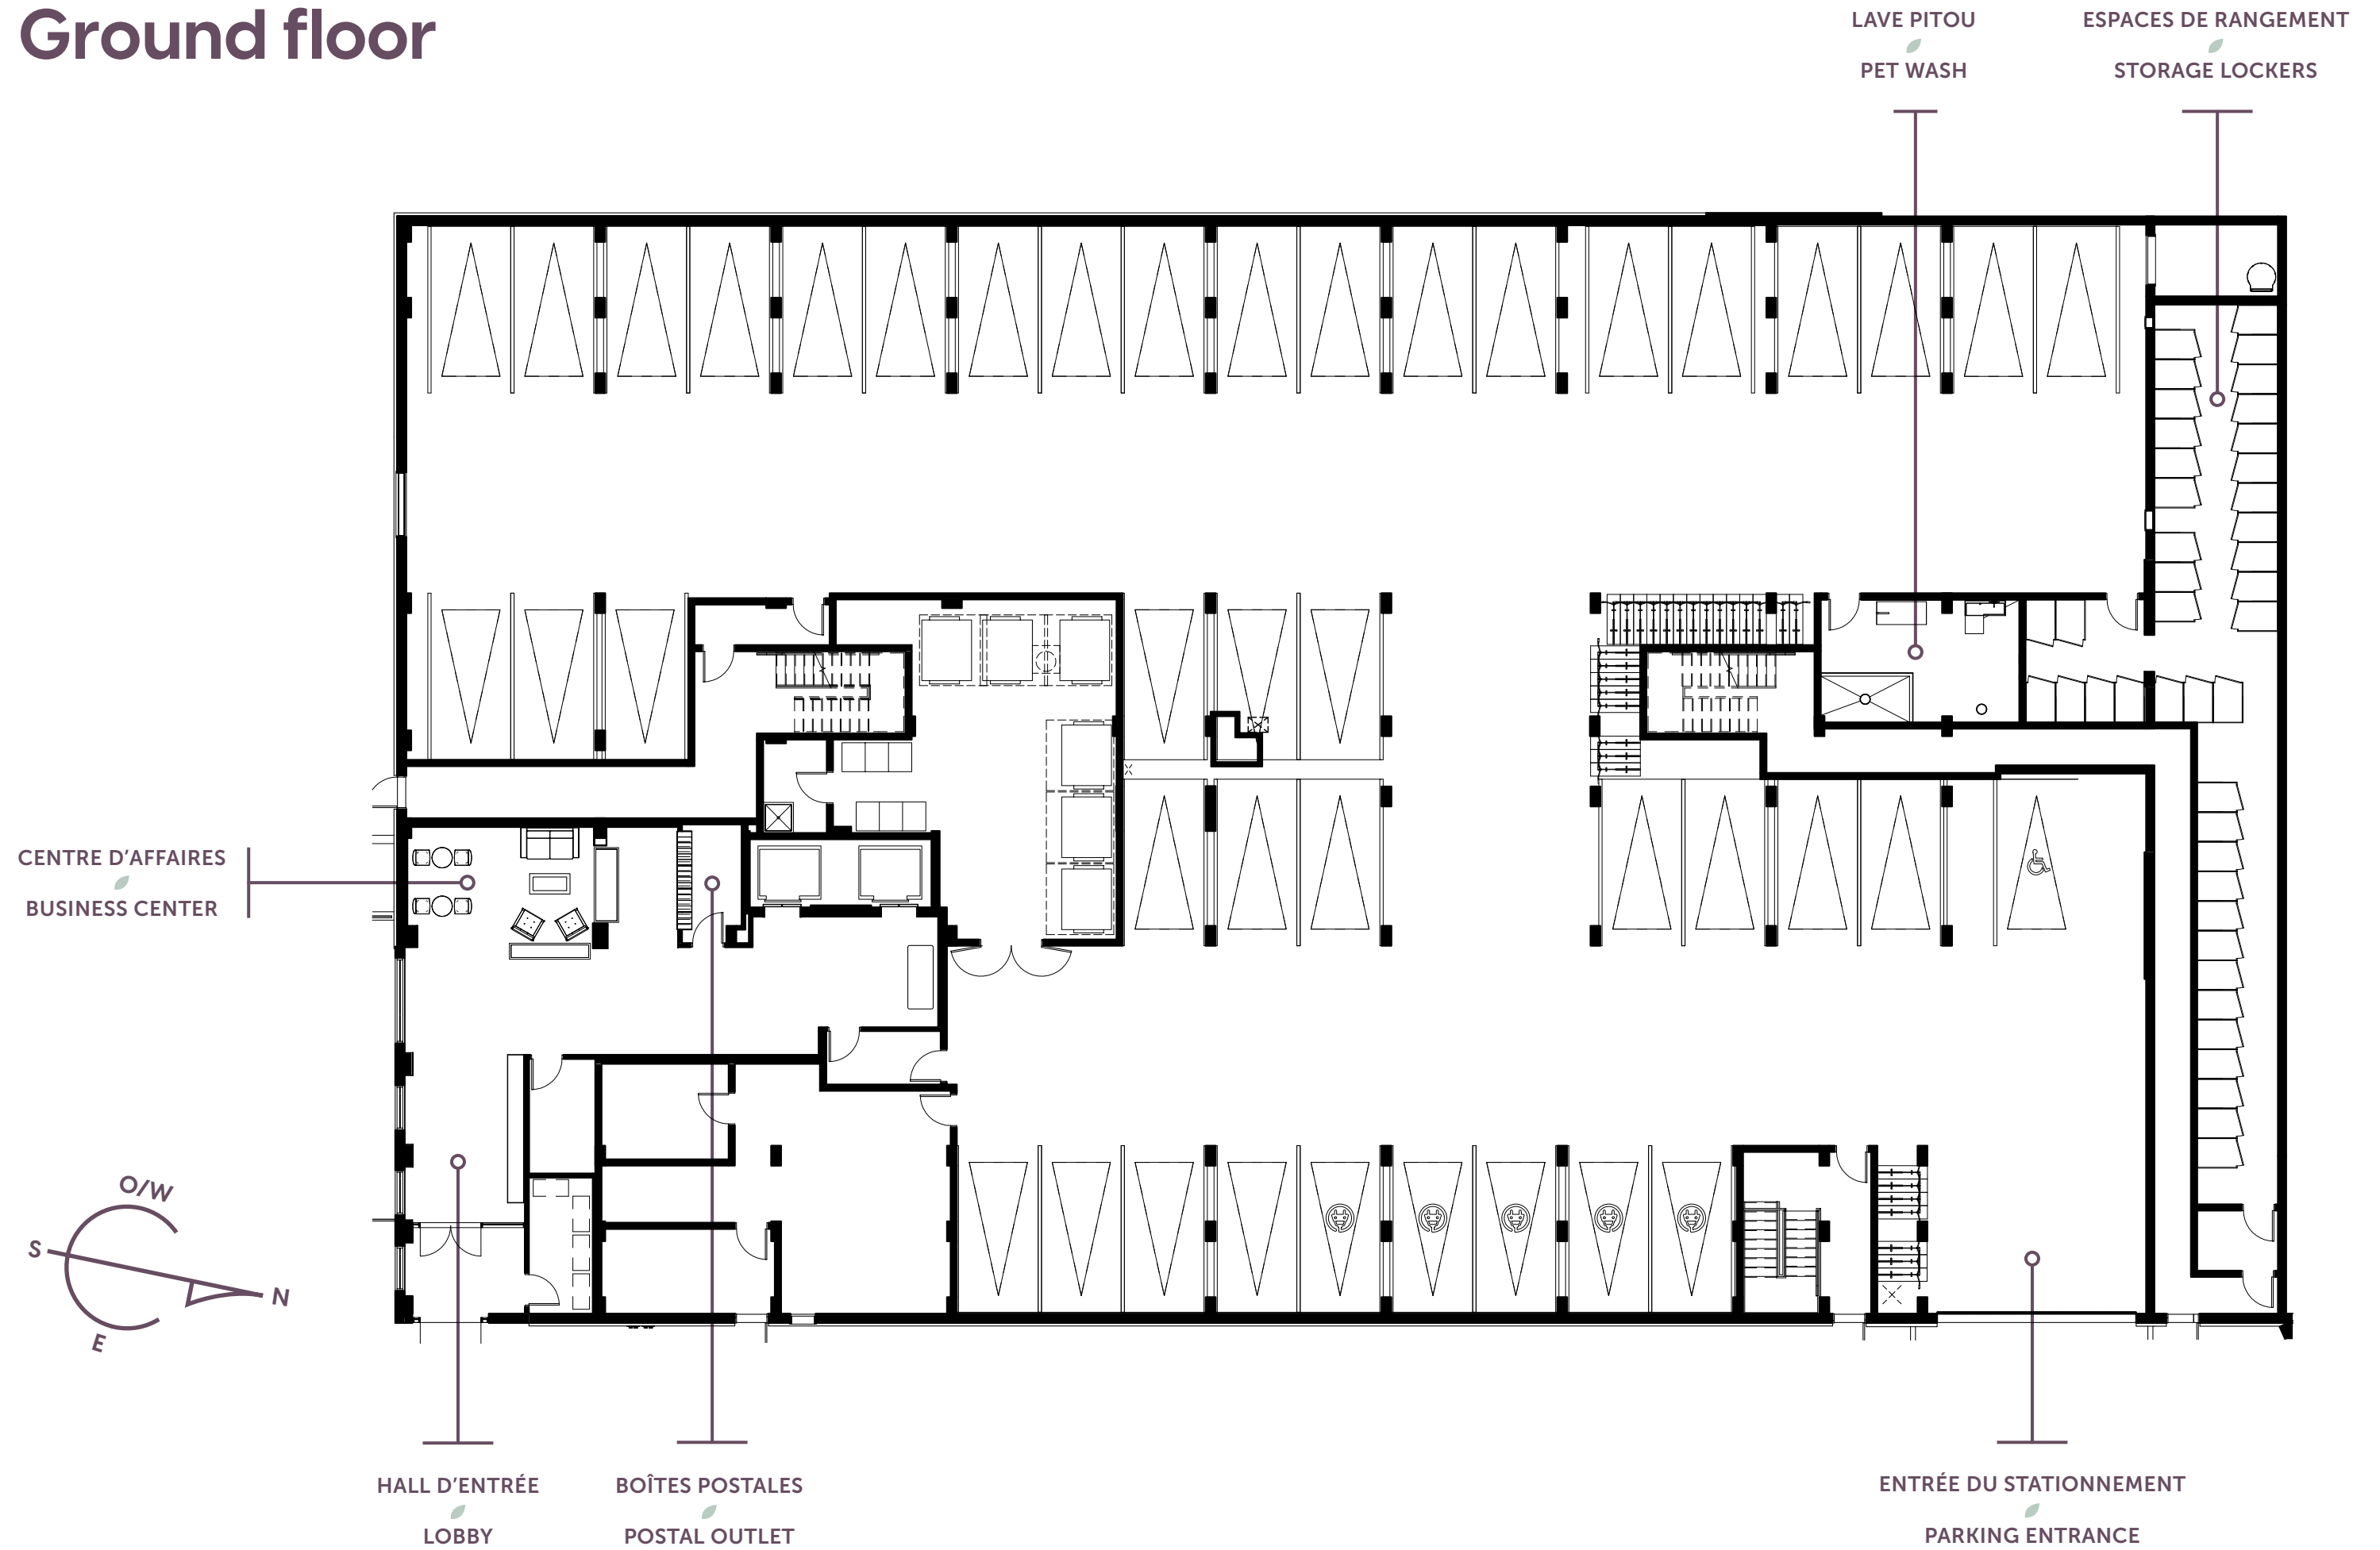 Ground floor
LAVE PITOU
PET WASH
ESPACES DE RANGEMENT
STORAGE LOCKERS
CENTRE D’AFFAIRES
BUSINESS CENTER
O/W
S
N
E
HALL D’ENTRÉE
LOBBY
BOÎTES POSTALES
POSTAL OUTLET
ENTRÉE DU STATIONNEMENT
PARKING ENTRANCE